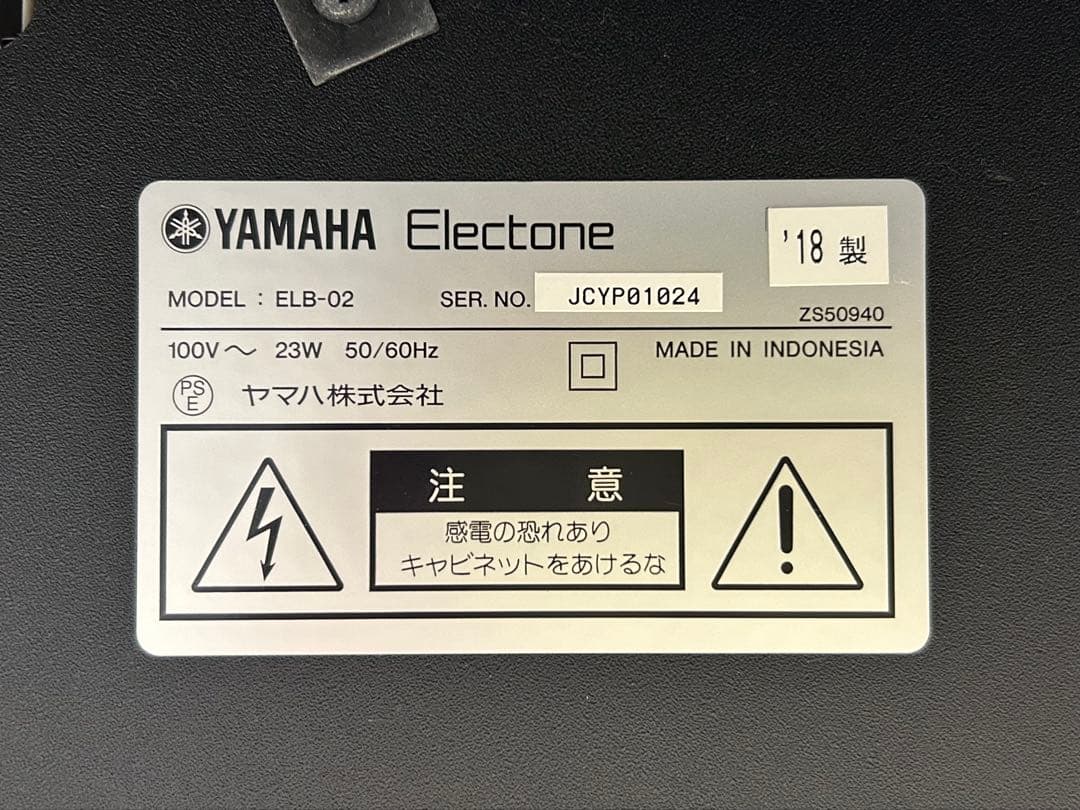 YAMAHA Electone
'18 製
MODEL : ELB-02 SER. NO. JCYP01024
ZS50940
100V～ 23W 50/60Hz MADE IN INDONESIA
PS
E
ヤマハ株式会社
注 意
感電の恐れあり
キャビネットをあけるな